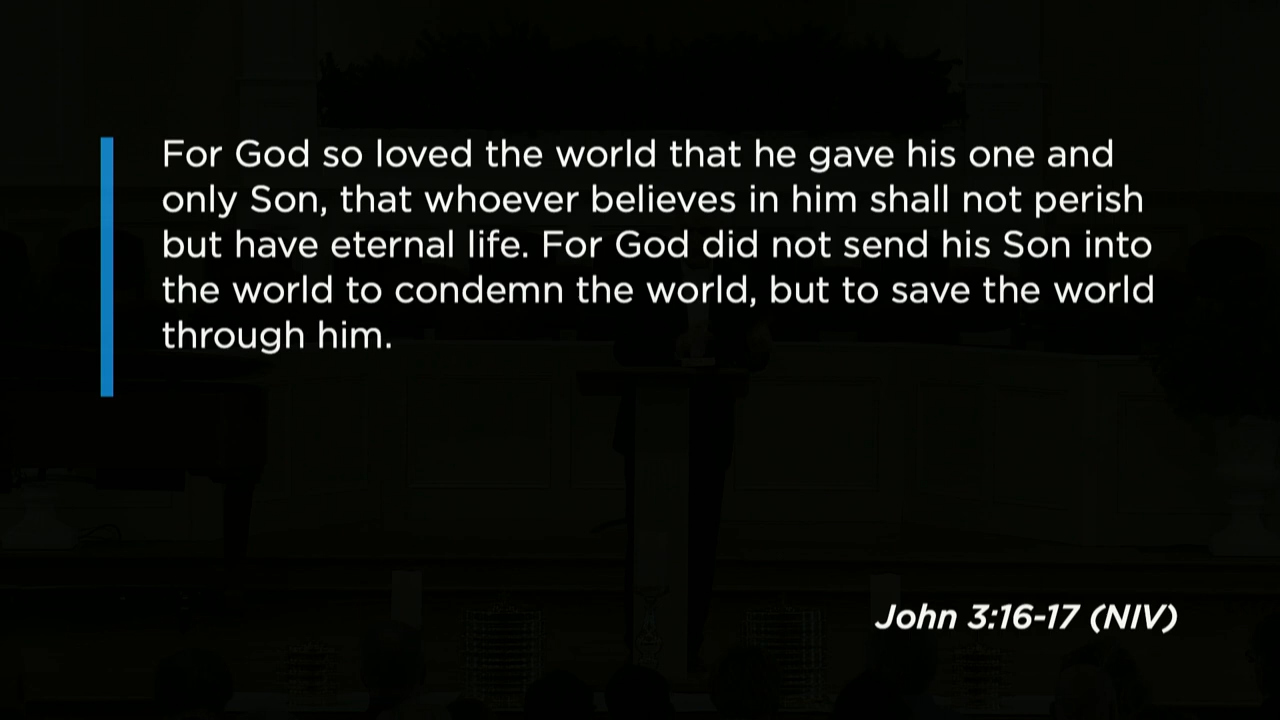 For God so loved the world that he gave his one and
only Son, that whoever believes in him shall not perish
but have eternal life. For God did not send his Son into
the world to condemn the world, but to save the world
through him.
John 3:16-17 (NIV)